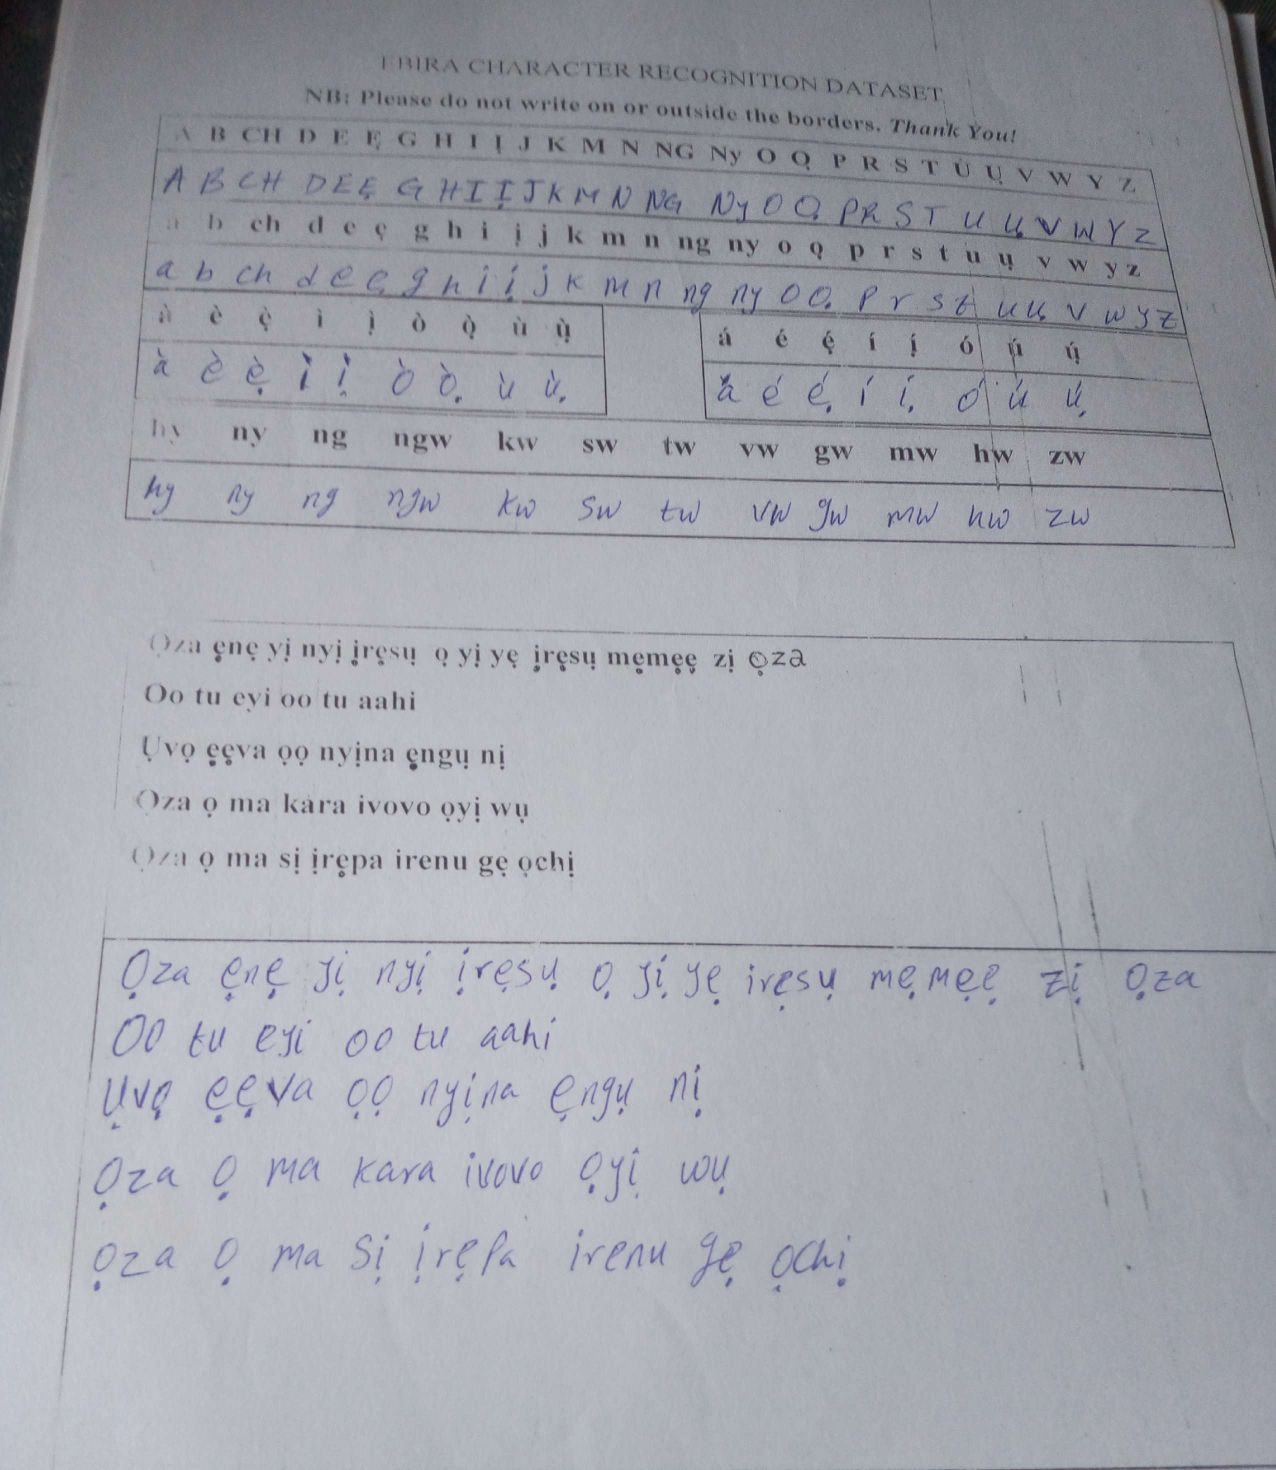 EBIRA CHARACTER RECOGNITION DATASET
NB: Please do not write on or outside the borders. Thank You!
A B CH D E Ẹ G H I Ị J K M N NG Ny O Ọ P R S T U Ụ V W Y Z
A B CH D E Ẹ G H I Ị J K M N NG Ny O Ọ P R S T U Ụ V W Y Z
a b ch d e ẹ g h i ị j k m n ng ny o ọ p r s t u ụ v w y z
a b ch d e ẹ g h i ị j k m n ng ny o ọ p r s t u ụ v w y z
à è ẹ̀ ì ị̀ ò ọ̀ ù ụ̀
à è ẹ̀ ì ị̀ ò ọ̀ ù ụ̀
á é ẹ́ í ị́ ó ú ụ́
á é ẹ́ í ị́ ó ú ụ́
hy ny ng ngw kw sw tw vw gw mw hw zw
hy ny ng ngw kw sw tw vw gw mw hw zw
Ọza ẹnẹ yị nyị ịrẹsụ ọ yị yẹ ịrẹsụ mẹmẹẹ zị ọza
Oo tu eyi oo tu aahi
Ụvọ ẹẹva ọọ nyịna ẹngụ nị
Ọza ọ ma kara ivovo ọyị wụ
Ọza ọ ma sị ịrẹpa irenu gẹ ọchị
Ọza ẹnẹ yị nyị ịrẹsụ ọ yị yẹ irẹsụ mẹmẹẹ zị ọza
Oo tu eyi oo tu aahi
Ụvọ ẹẹva ọọ nyịna ẹngụ nị
Ọza ọ ma kara ivovo ọyị wụ
ọza ọ ma sị ịrẹpa irenu gẹ ọchị